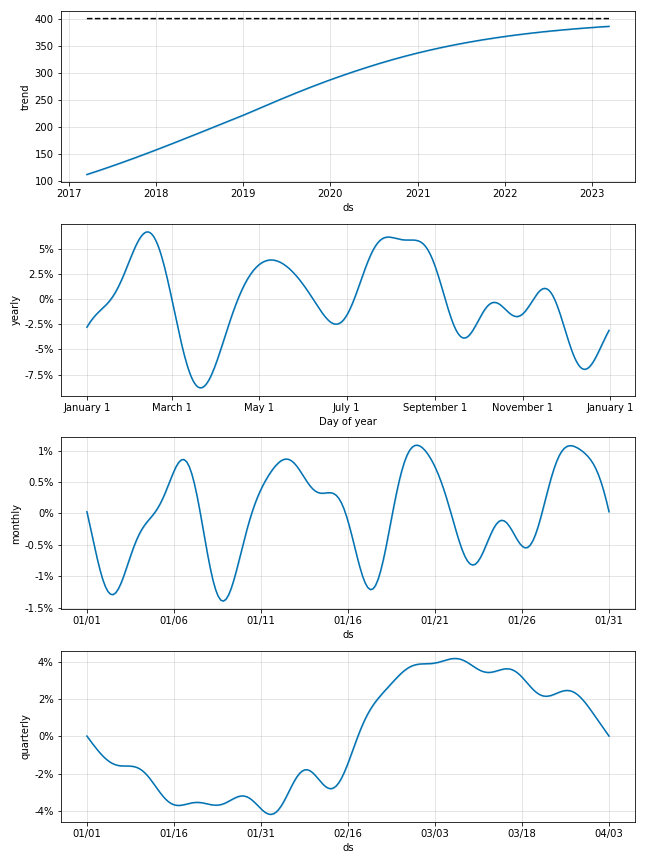 400
350
300
250
200
150
100
trend
2017 2018 2019 2020 2021 2022 2023
ds
5%
2.5%
0%
-2.5%
-5%
-7.5%
yearly
January 1 March 1 May 1 July 1 September 1 November 1 January 1
Day of year
1%
0.5%
0%
-0.5%
-1%
-1.5%
monthly
01/01 01/06 01/11 01/16 01/21 01/26 01/31
ds
4%
2%
0%
-2%
-4%
quarterly
01/01 01/16 01/31 02/16 03/03 03/18 04/03
ds